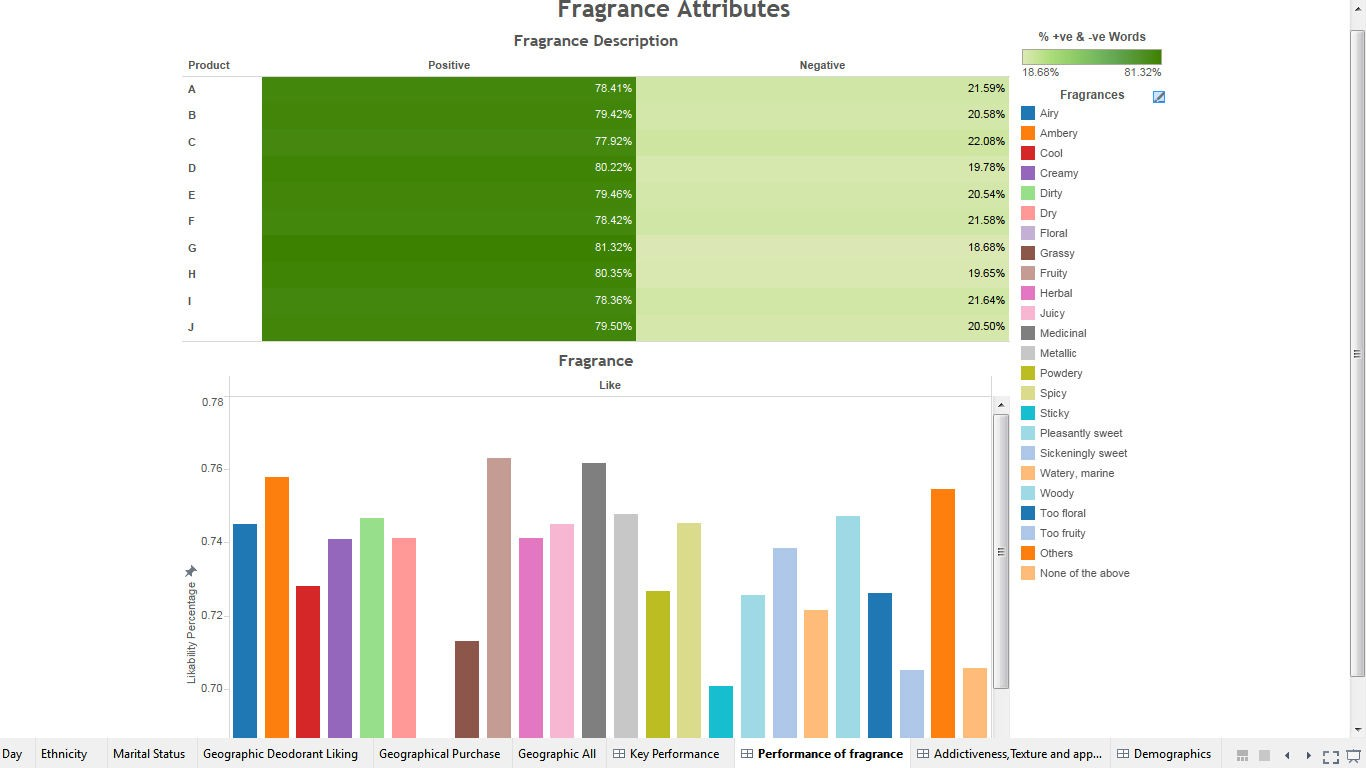 Fragrance Attributes
Fragrance Description
Product Positive Negative
A 78.41% 21.59%
B 79.42% 20.58%
C 77.92% 22.08%
D 80.22% 19.78%
E 79.46% 20.54%
F 78.42% 21.58%
G 81.32% 18.68%
H 80.35% 19.65%
I 78.36% 21.64%
J 79.50% 20.50%
% +ve & -ve Words
18.68% 81.32%
Fragrances
Airy
Ambery
Cool
Creamy
Dirty
Dry
Floral
Grassy
Fruity
Herbal
Juicy
Medicinal
Metallic
Powdery
Spicy
Sticky
Pleasantly sweet
Sickeningly sweet
Watery, marine
Woody
Too floral
Too fruity
Others
None of the above
Fragrance
Like
0.78
0.76
0.74
0.72
0.70
Likability Percentage
Day Ethnicity Marital Status Geographic Deodorant Liking Geographical Purchase Geographic All Key Performance Performance of fragrance Addictiveness,Texture and app... Demographics